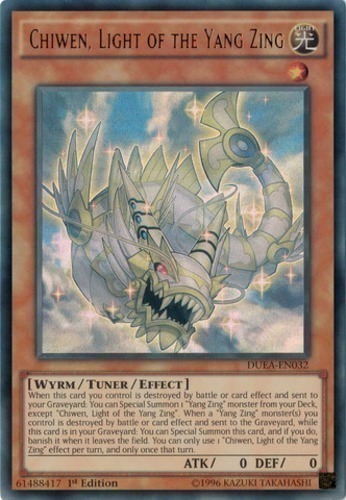 CHIWEN, LIGHT OF THE YANG ZING
LIGHT
光
DUEA-EN032
[WYRM/TUNER/EFFECT]
When this card you control is destroyed by battle or card effect and sent to
your Graveyard: You can Special Summon 1 "Yang Zing" monster from your Deck,
except "Chiwen, Light of the Yang Zing". When a "Yang Zing" monster(s) you
control is destroyed by battle or card effect and sent to the Graveyard, while
this card is in your Graveyard: You can Special Summon this card, and if you do,
banish it when it leaves the field. You can only use 1 "Chiwen, Light of the Yang
Zing" effect per turn, and only once that turn.
ATK/ 0 DEF/ 0
61488417 1st Edition ©1996 KAZUKI TAKAHASHI